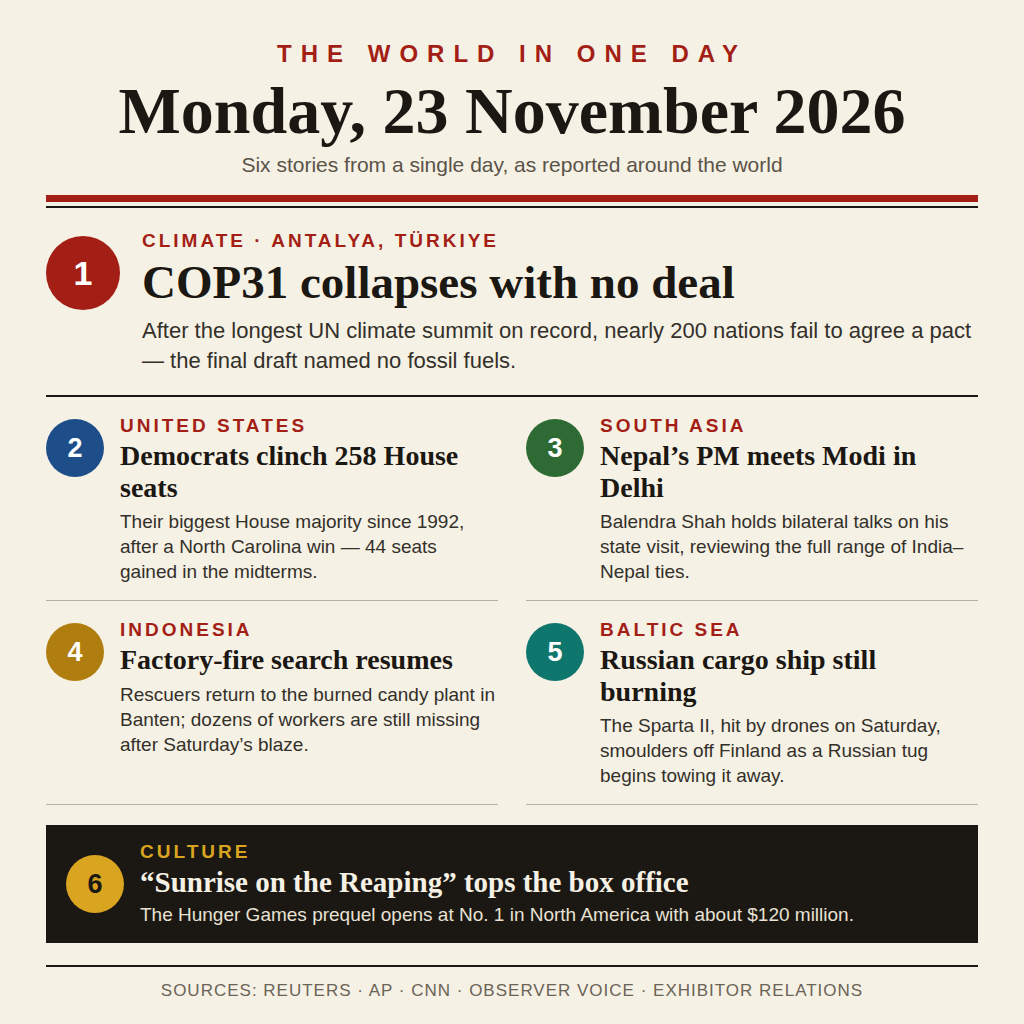 THE WORLD IN ONE DAY
Monday, 23 November 2026
Six stories from a single day, as reported around the world
1
CLIMATE · ANTALYA, TÜRKIYE
COP31 collapses with no deal
After the longest UN climate summit on record, nearly 200 nations fail to agree a pact
— the final draft named no fossil fuels.
2
UNITED STATES
Democrats clinch 258 House
seats
Their biggest House majority since 1992,
after a North Carolina win — 44 seats
gained in the midterms.
3
SOUTH ASIA
Nepal’s PM meets Modi in
Delhi
Balendra Shah holds bilateral talks on his
state visit, reviewing the full range of India–
Nepal ties.
4
INDONESIA
Factory-fire search resumes
Rescuers return to the burned candy plant in
Banten; dozens of workers are still missing
after Saturday’s blaze.
5
BALTIC SEA
Russian cargo ship still
burning
The Sparta II, hit by drones on Saturday,
smoulders off Finland as a Russian tug
begins towing it away.
6
CULTURE
“Sunrise on the Reaping” tops the box office
The Hunger Games prequel opens at No. 1 in North America with about $120 million.
SOURCES: REUTERS · AP · CNN · OBSERVER VOICE · EXHIBITOR RELATIONS